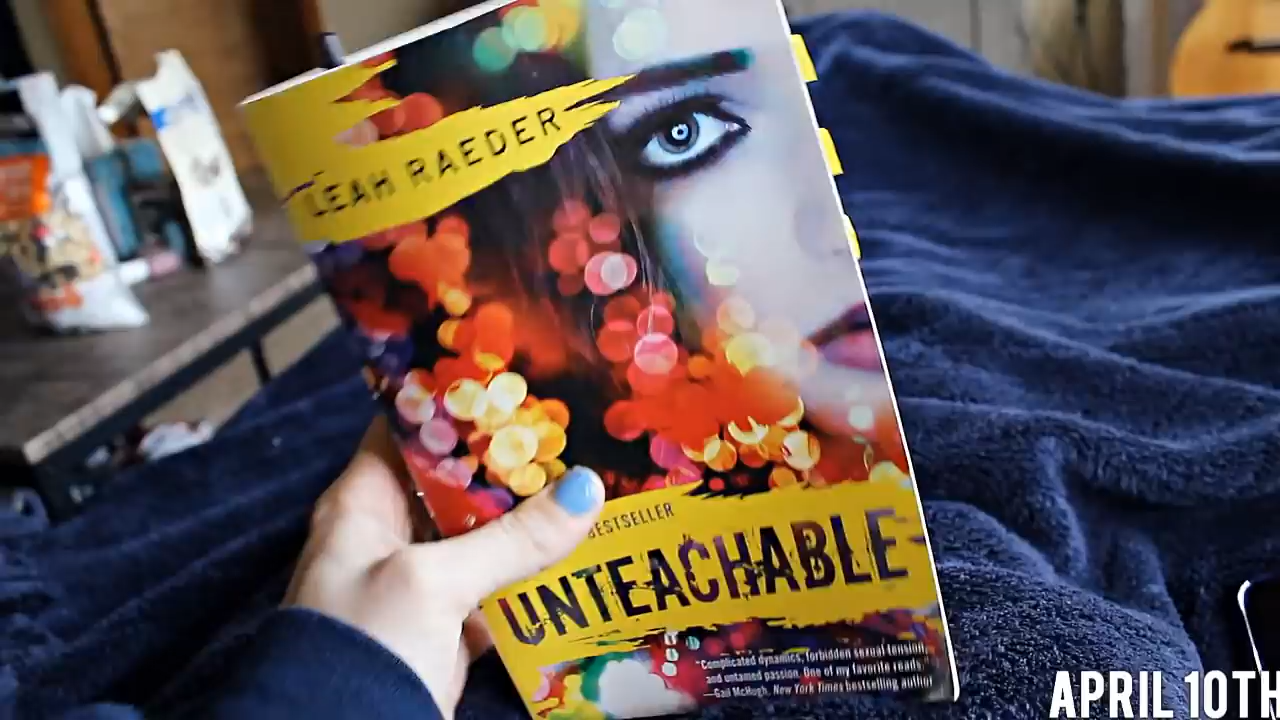 LEAH RAEDER
BESTSELLER
UNTEACHABLE
"Complicated dynamics, forbidden sexual tension,
and untamed passion. One of my favorite reads."
—Gail McHugh, New York Times bestselling author
APRIL 10TH